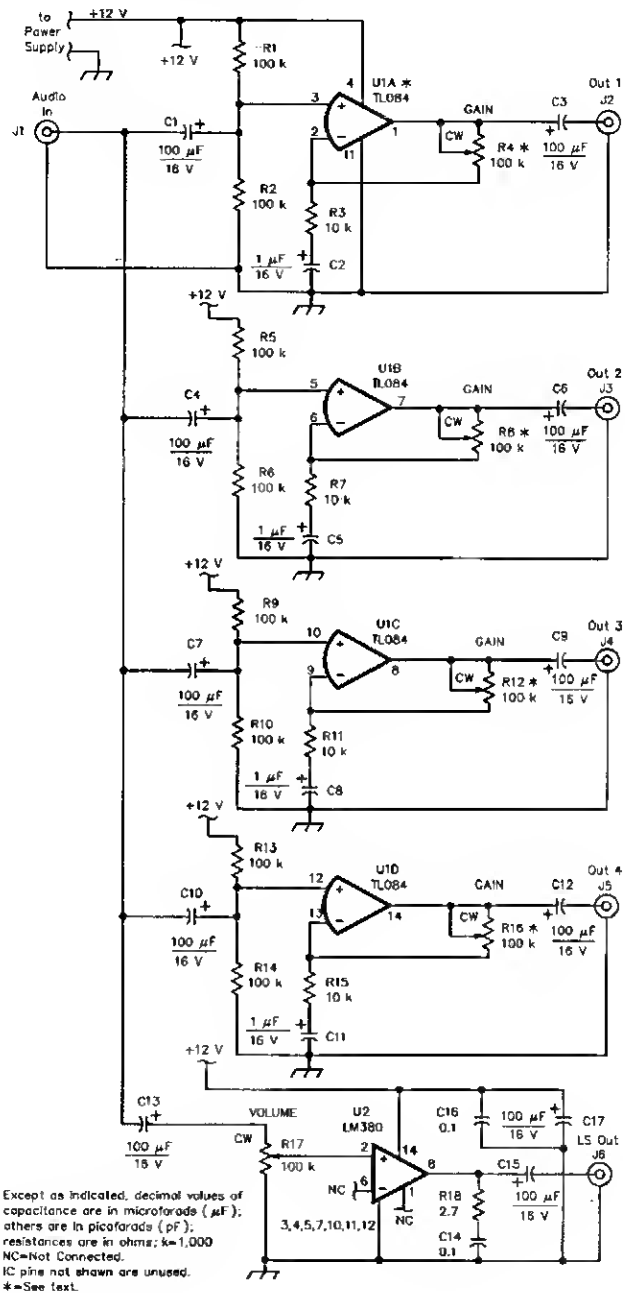 to
Power
Supply
+12 V
+12 V
R1
100 k
Audio
In
J1
C1
+
100 µF
16 V
R2
100 k
3
2
+
−
4
11
U1A *
TL084
1
GAIN
CW
R4 *
100 k
C3
+
100 µF
16 V
Out 1
J2
R3
10 k
1 µF
16 V
+
C2
+12 V
R5
100 k
C4
+
100 µF
16 V
R6
100 k
5
6
+
−
U1B
TL084
7
GAIN
CW
R8 *
100 k
C6
+
100 µF
16 V
Out 2
J3
R7
10 k
1 µF
16 V
+
C5
+12 V
R9
100 k
C7
+
100 µF
16 V
R10
100 k
10
9
+
−
U1C
TL084
8
GAIN
CW
R12 *
100 k
C9
+
100 µF
16 V
Out 3
J4
R11
10 k
1 µF
16 V
+
C8
+12 V
R13
100 k
C10
+
100 µF
16 V
R14
100 k
12
13
+
−
U1D
TL084
14
GAIN
CW
R16 *
100 k
C12
+
100 µF
16 V
Out 4
J5
R15
10 k
1 µF
16 V
+
C11
+12 V
C13
+
100 µF
16 V
VOLUME
CW
R17
100 k
U2
LM380
14
2
+
6
−
NC
1
NC
8
3,4,5,7,10,11,12
C16
0.1
100 µF
16 V
+
C17
LS Out
J6
C15
+
100 µF
16 V
R18
2.7
C14
0.1
Except as indicated, decimal values of
capacitance are in microfarads (µF);
others are in picofarads (pF);
resistances are in ohms; k=1,000
NC=Not Connected.
IC pins not shown are unused.
*=See text.